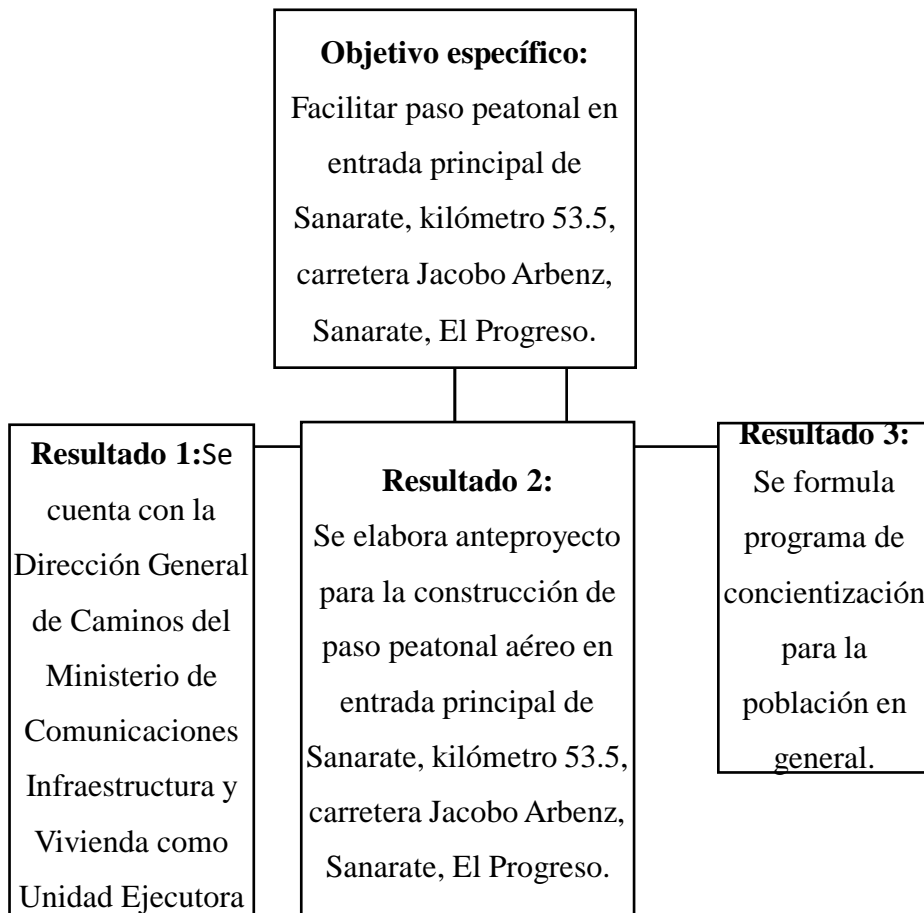 Objetivo específico:
Facilitar paso peatonal en
entrada principal de
Sanarate, kilómetro 53.5,
carretera Jacobo Arbenz,
Sanarate, El Progreso.
Resultado 1:Se
cuenta con la
Dirección General
de Caminos del
Ministerio de
Comunicaciones
Infraestructura y
Vivienda como
Unidad Ejecutora
Resultado 2:
Se elabora anteproyecto
para la construcción de
paso peatonal aéreo en
entrada principal de
Sanarate, kilómetro 53.5,
carretera Jacobo Arbenz,
Sanarate, El Progreso.
Resultado 3:
Se formula
programa de
concientización
para la
población en
general.